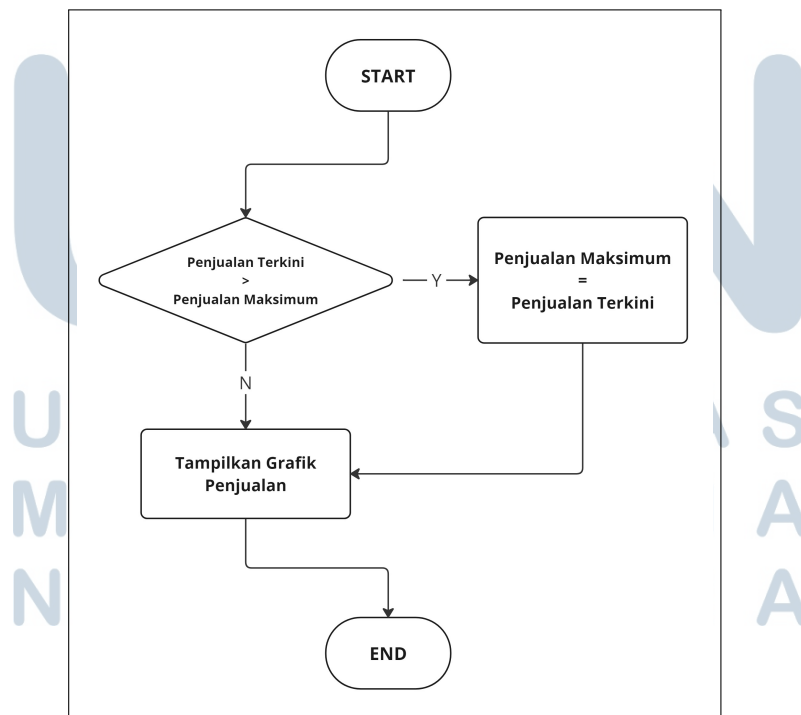 START
Penjualan Terkini
>
Penjualan Maksimum
Y
Penjualan Maksimum
=
Penjualan Terkini
N
Tampilkan Grafik
Penjualan
END
U
A S
M
A
N
A